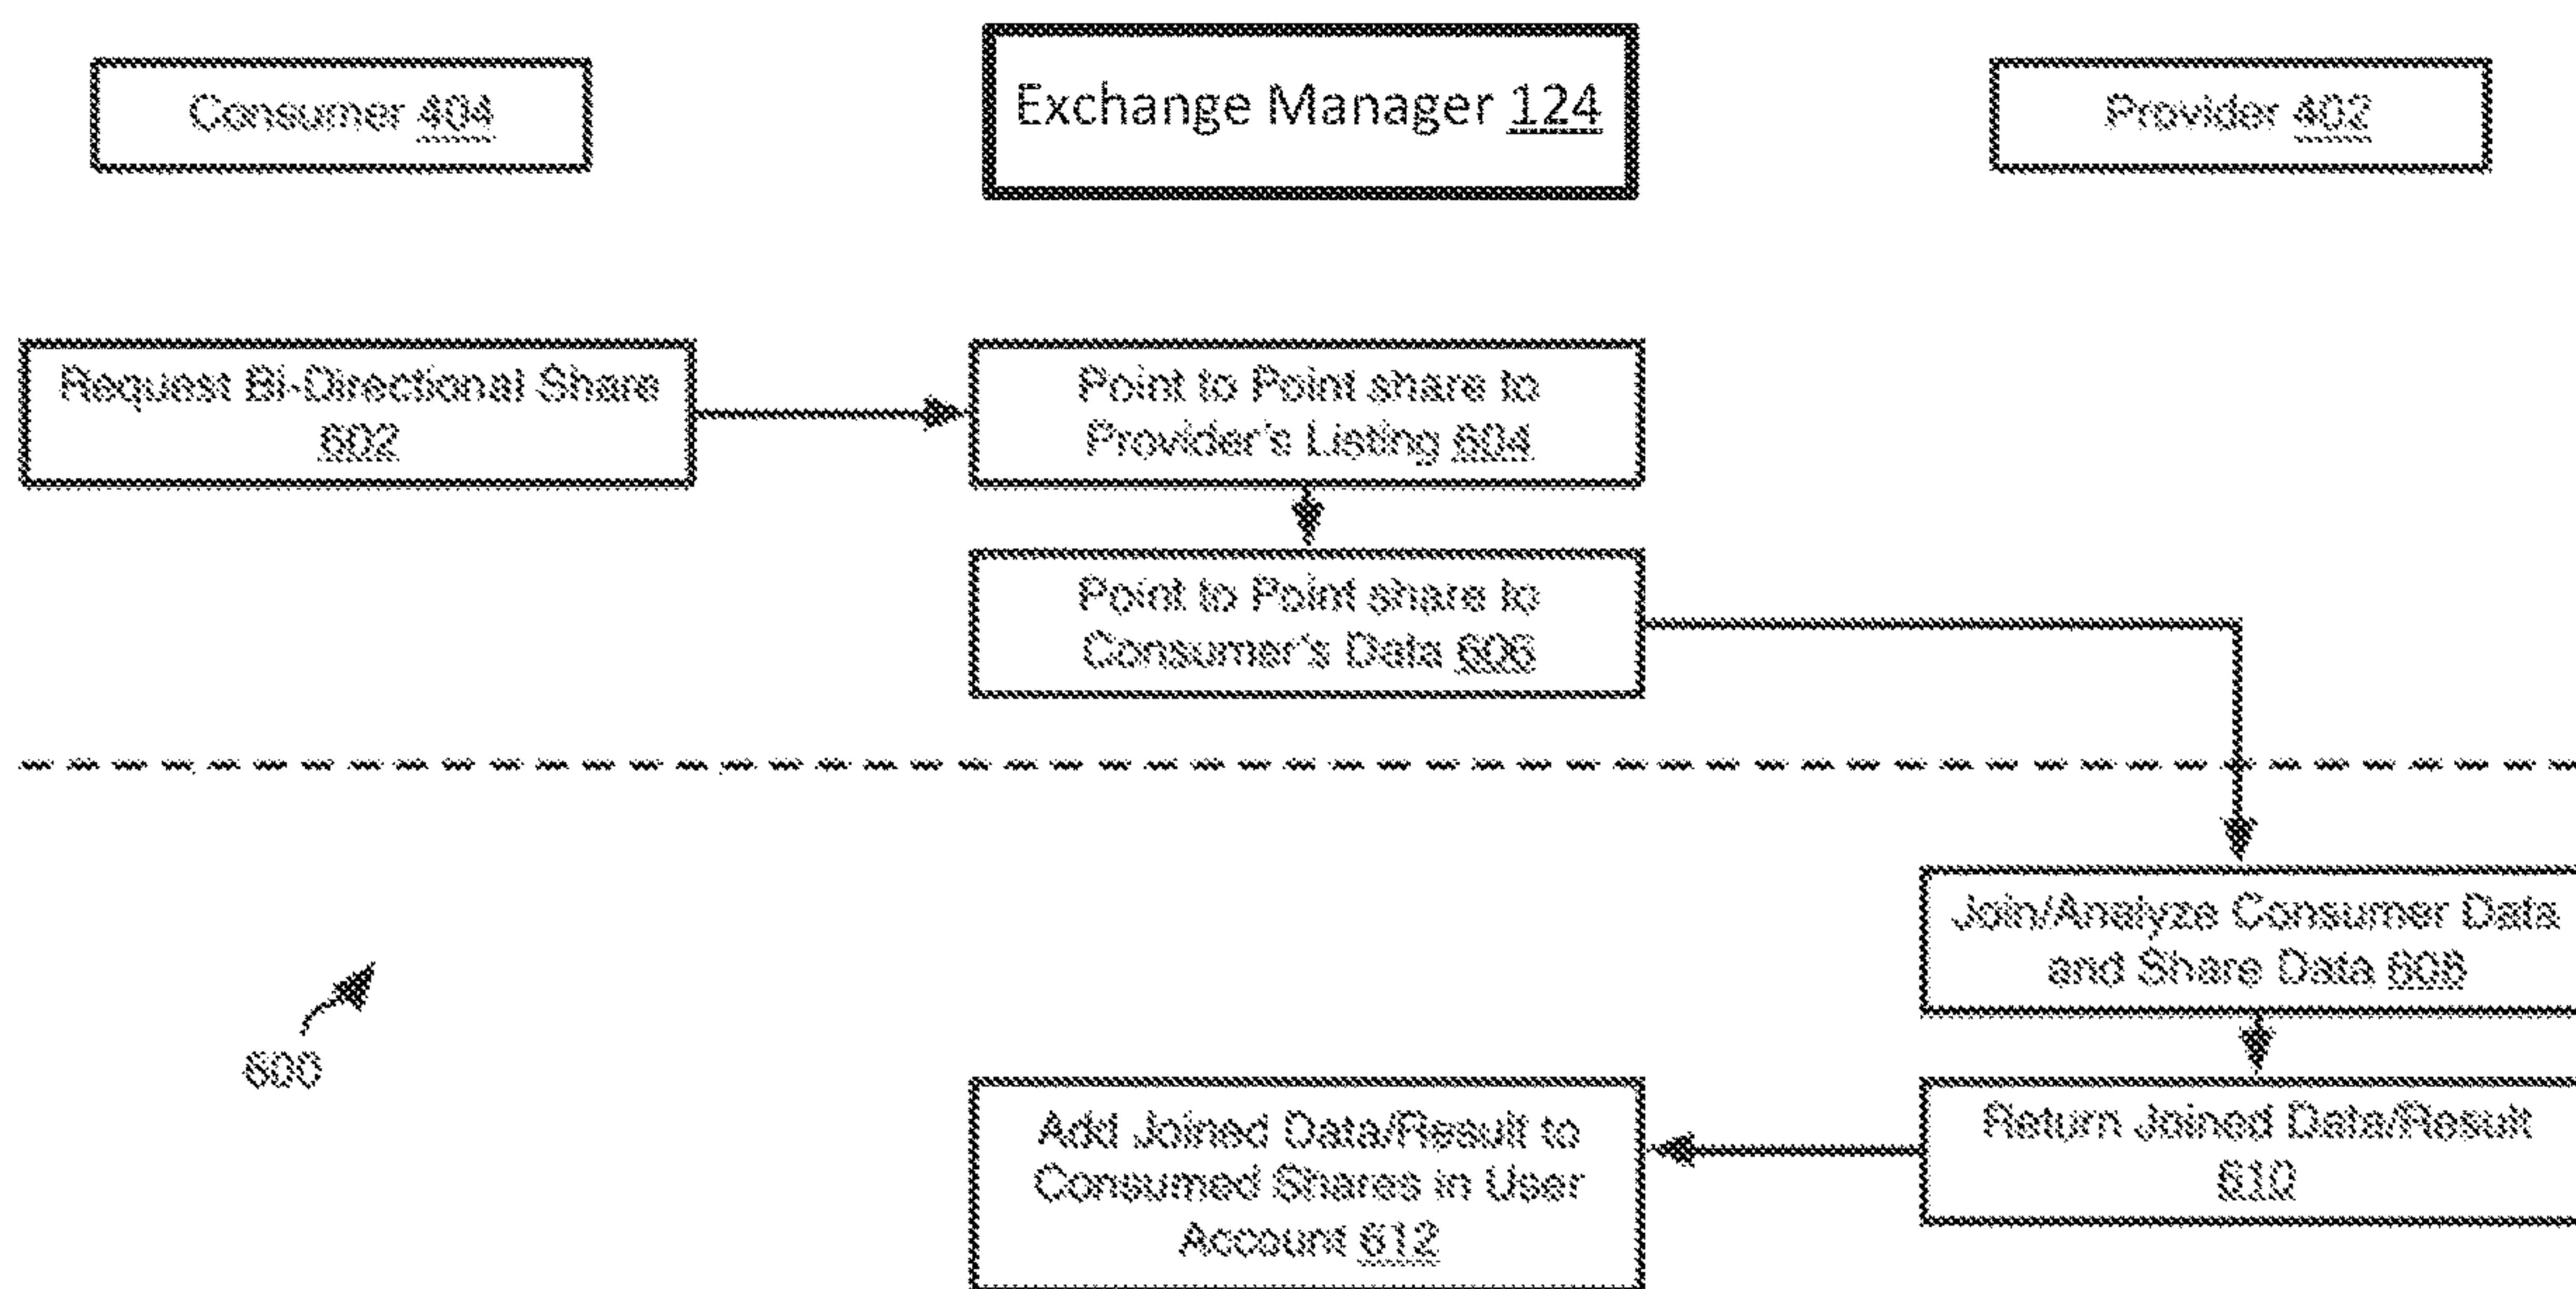 Consumer 404
Exchange Manager 124
Provider 402
Request Bi-Directional Share
602
Point to Point share to
Provider's Listing 604
Point to Point share to
Consumer's Data 606
Join/Analyze Consumer Data
and Share Data 608
600
Return Joined Data/Result
610
Add Joined Data/Result to
Consumed Shares in User
Account 612